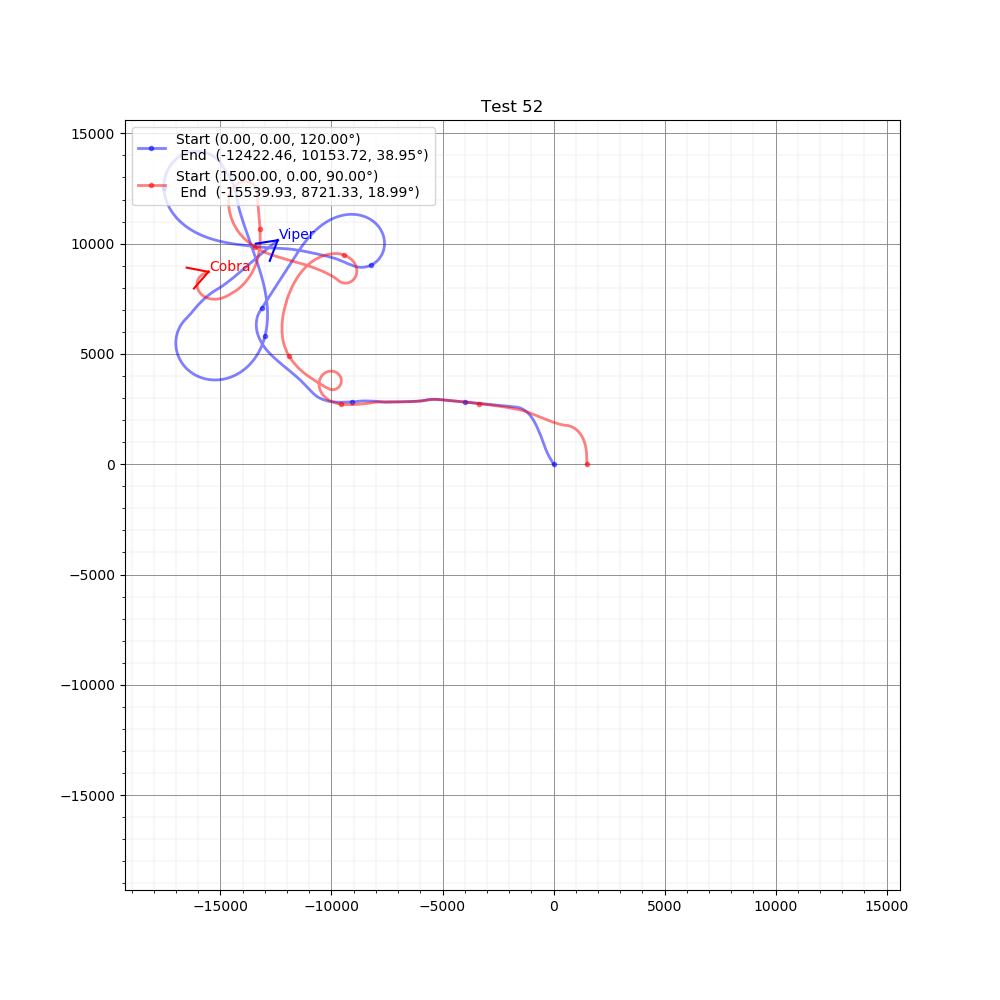 Test 52
Start (0.00, 0.00, 120.00°)
End  (-12422.46, 10153.72, 38.95°)
Start (1500.00, 0.00, 90.00°)
End  (-15539.93, 8721.33, 18.99°)
Viper
Cobra
15000
10000
5000
0
−5000
−10000
−15000
−15000 −10000 −5000 0 5000 10000 15000